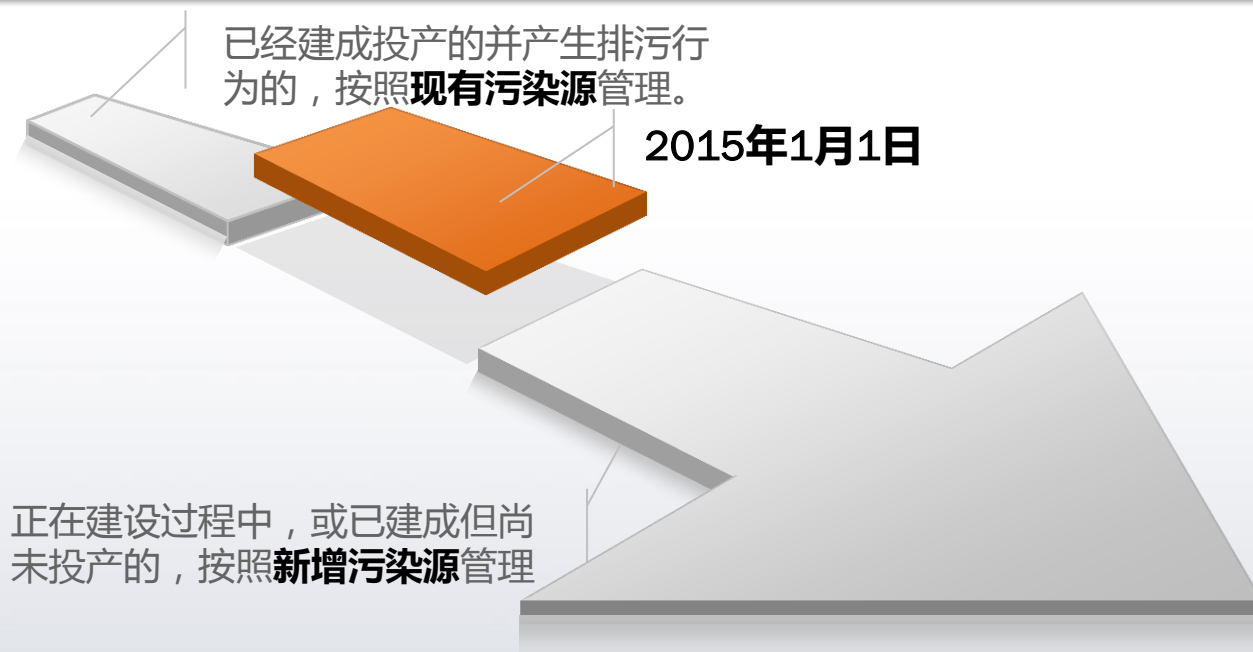 已经建成投产的并产生排污行
为的，按照现有污染源管理。
2015年1月1日
正在建设过程中，或已建成但尚
未投产的，按照新增污染源管理